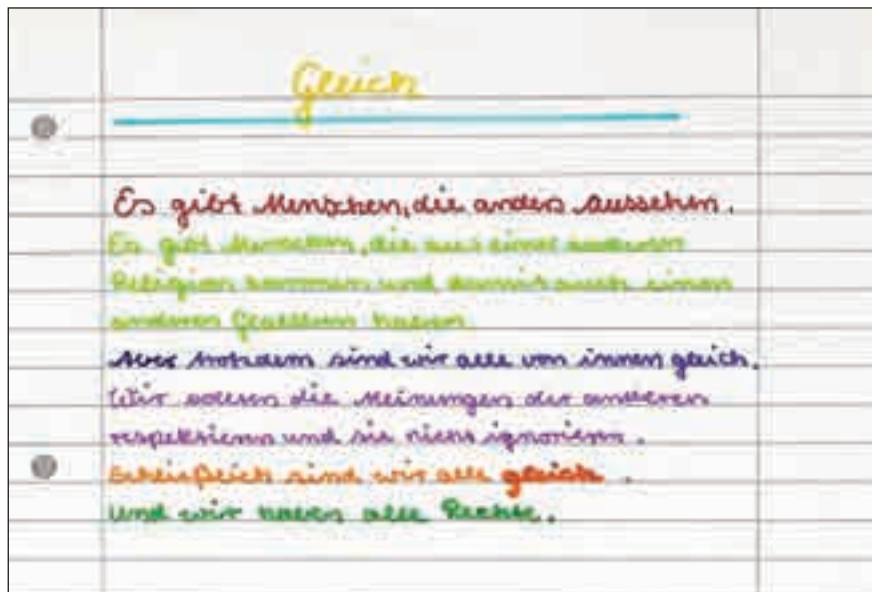 Gleich
Es gibt Menschen, die anders aussehen.
Es gibt Menschen, die aus einer anderen
Religion kommen und damit auch einen
anderen Glauben haben.
Aber trotzdem sind wir alle von innen gleich.
Wir sollten die Meinungen der anderen
respektieren und sie nicht ignorieren.
Schließlich sind wir alle gleich.
Und wir haben alle Rechte.